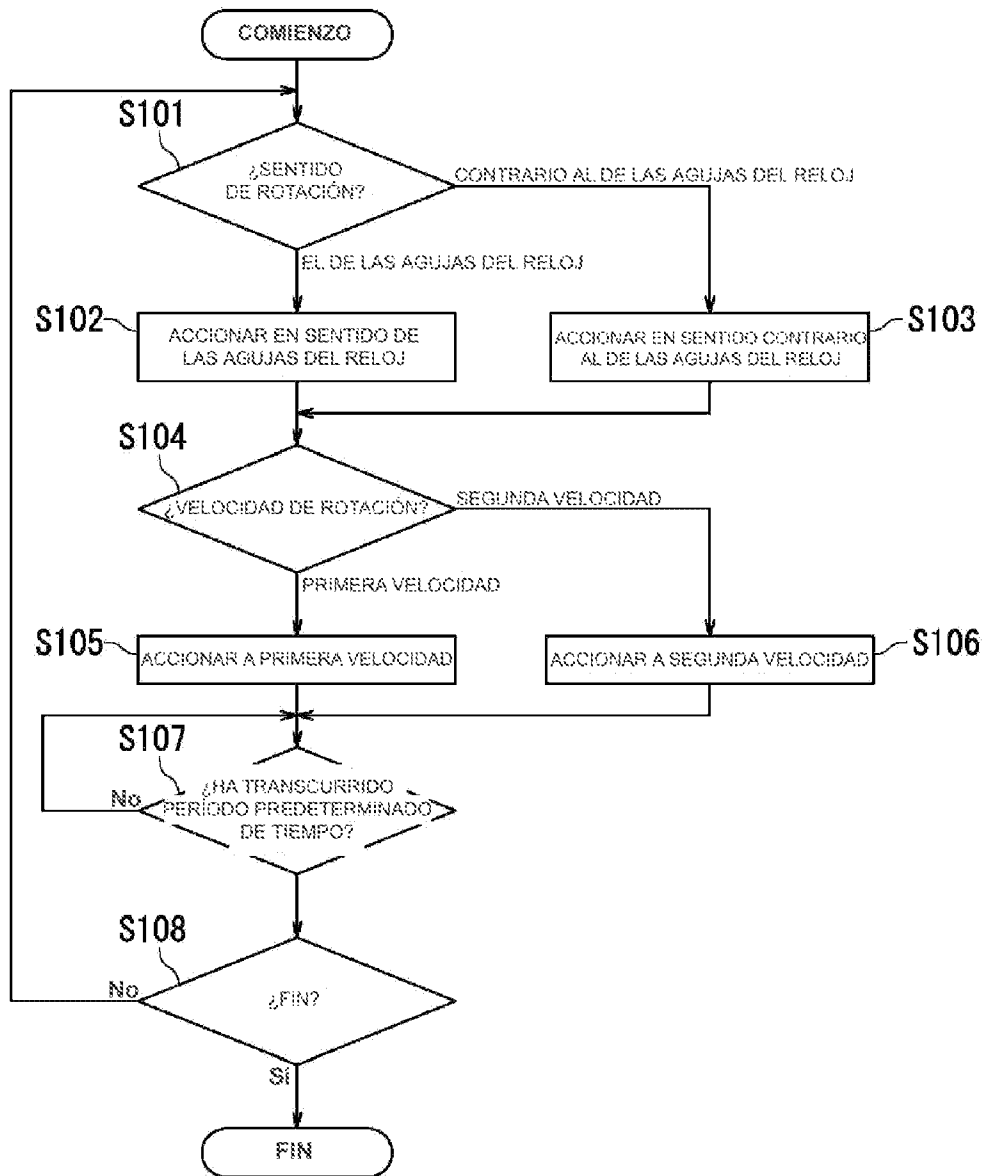 COMIENZO
S101
¿SENTIDO
DE ROTACIÓN?
CONTRARIO AL DE LAS AGUJAS DEL RELOJ
EL DE LAS AGUJAS DEL RELOJ
S102
ACCIONAR EN SENTIDO DE
LAS AGUJAS DEL RELOJ
ACCIONAR EN SENTIDO CONTRARIO
AL DE LAS AGUJAS DEL RELOJ
S103
S104
¿VELOCIDAD DE ROTACIÓN?
SEGUNDA VELOCIDAD
PRIMERA VELOCIDAD
S105
ACCIONAR A PRIMERA VELOCIDAD
ACCIONAR A SEGUNDA VELOCIDAD
S106
S107
¿HA TRANSCURRIDO
PERÍODO PREDETERMINADO
DE TIEMPO?
No
S108
¿FIN?
No
Sí
FIN